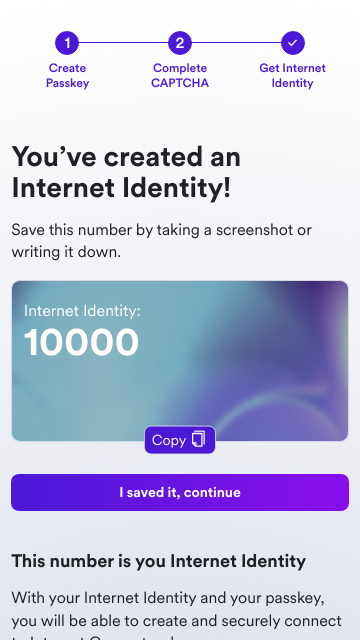 1
2
Create
Passkey
Complete
CAPTCHA
Get Internet
Identity
You’ve created an
Internet Identity!
Save this number by taking a screenshot or
writing it down.
Internet Identity:
10000
Copy
I saved it, continue
This number is you Internet Identity
With your Internet Identity and your passkey,
you will be able to create and securely connect